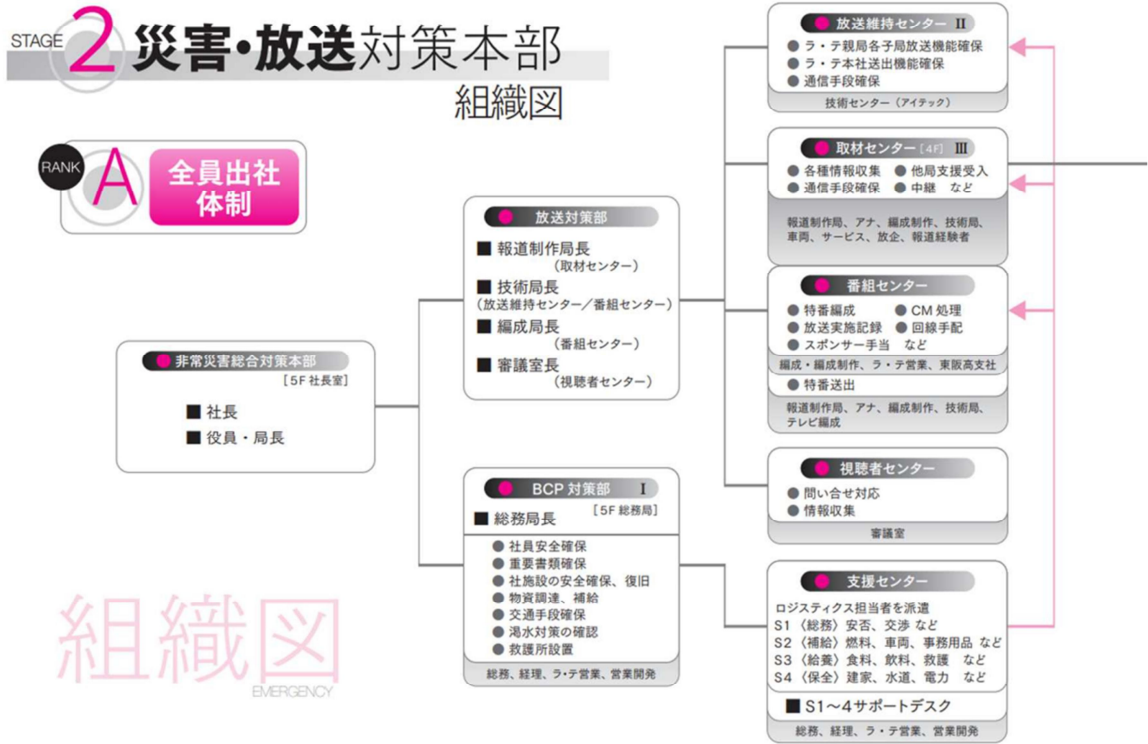 STAGE 2 災害・放送対策本部
組織図
RANK A 全員出社
体制
非常災害総合対策本部
[5F 社長室]
■ 社長
■ 役員・局長
放送対策部
■ 報道制作局長
(取材センター)
■ 技術局長
(放送維持センター/番組センター)
■ 編成局長
(番組センター)
■ 審議室長
(視聴者センター)
BCP 対策部 I
[5F 総務局]
■ 総務局長
● 社員安全確保
● 重要書類確保
● 社施設の安全確保、復旧
● 物資調達、補給
● 交通手段確保
● 渇水対策の確認
● 救護所設置
総務、経理、ラ・テ営業、営業開発
放送維持センター II
● ラ・テ親局各子局放送機能確保
● ラ・テ本社送出機能確保
● 通信手段確保
技術センター(アイテック)
取材センター [4F] III
● 各種情報収集 ● 他局支援受入
● 通信手段確保 ● 中継 など
報道制作局、アナ、編成制作、技術局、
車両、サービス、放企、報道経験者
番組センター
● 特番編成 ● CM 処理
● 放送実施記録 ● 回線手配
● スポンサー手当 など
編成・編成制作、ラ・テ営業、東阪高支社
● 特番送出
報道制作局、アナ、編成制作、技術局、
テレビ編成
視聴者センター
● 問い合せ対応
● 情報収集
審議室
支援センター
ロジスティクス担当者を派遣
S1〈総務〉安否、交渉 など
S2〈補給〉燃料、車両、事務用品 など
S3〈給養〉食料、飲料、救護 など
S4〈保全〉建家、水道、電力 など
■ S1~4サポートデスク
総務、経理、ラ・テ営業、営業開発
組織図
EMERGENCY